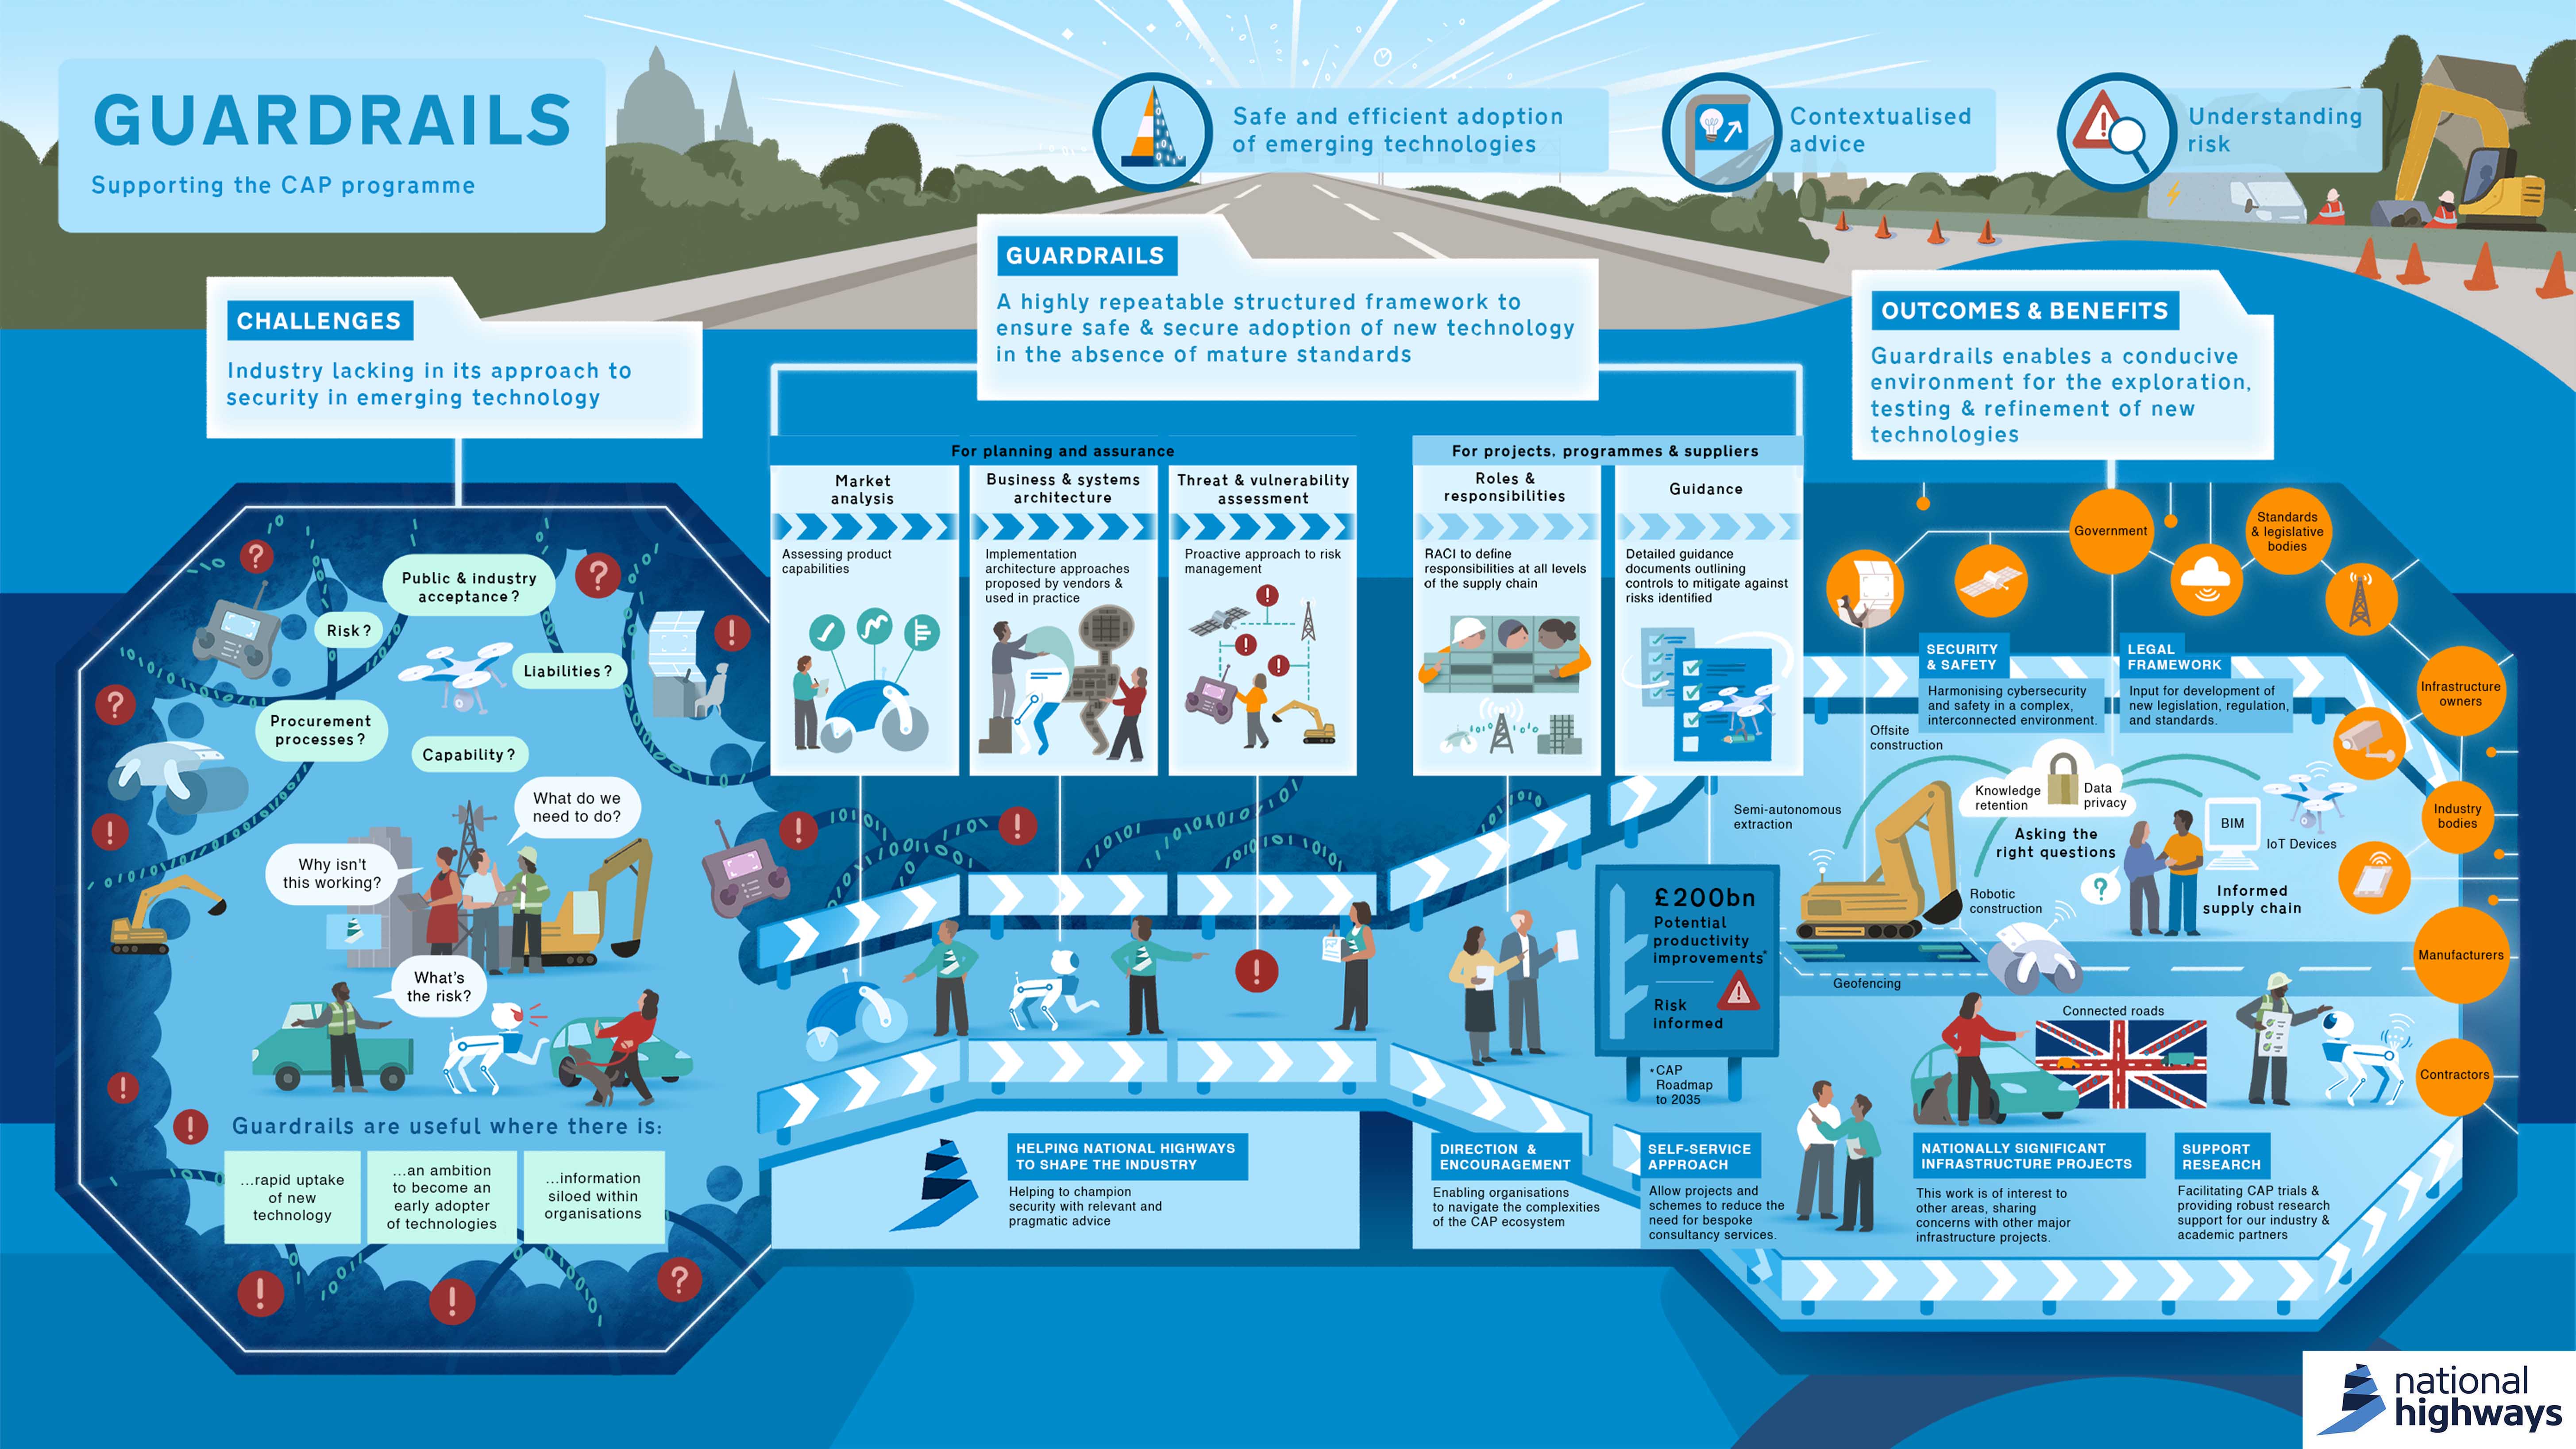 GUARDRAILS
Supporting the CAP programme
Safe and efficient adoption
of emerging technologies
Contextualised
advice
Understanding
risk
CHALLENGES
Industry lacking in its approach to
security in emerging technology
GUARDRAILS
A highly repeatable structured framework to
ensure safe & secure adoption of new technology
in the absence of mature standards
OUTCOMES & BENEFITS
Guardrails enables a conducive
environment for the exploration,
testing & refinement of new
technologies
Public & industry
acceptance?
Risk?
Liabilities?
Procurement
processes?
Capability?
What do we
need to do?
Why isn't
this working?
What's
the risk?
Guardrails are useful where there is:
...rapid uptake
of new
technology
...an ambition
to become an
early adopter
of technologies
...information
siloed within
organisations
For planning and assurance
Market
analysis
Assessing product
capabilities
Business & systems
architecture
Implementation
architecture approaches
proposed by vendors &
used in practice
Threat & vulnerability
assessment
Proactive approach to risk
management
For projects, programmes & suppliers
Roles &
responsibilities
RACI to define
responsibilities at all levels
of the supply chain
Guidance
Detailed guidance
documents outlining
controls to mitigate against
risks identified
£200bn
Potential
productivity
improvements*
Risk
informed
*CAP
Roadmap
to 2035
HELPING NATIONAL HIGHWAYS
TO SHAPE THE INDUSTRY
Helping to champion
security with relevant and
pragmatic advice
DIRECTION &
ENCOURAGEMENT
Enabling organisations
to navigate the complexities
of the CAP ecosystem
SELF-SERVICE
APPROACH
Allow projects and
schemes to reduce the
need for bespoke
consultancy services.
Government
Standards
& legislative
bodies
Infrastructure
owners
Industry
bodies
Manufacturers
Contractors
SECURITY
& SAFETY
Harmonising cybersecurity
and safety in a complex,
interconnected environment.
LEGAL
FRAMEWORK
Input for development of
new legislation, regulation,
and standards.
Offsite
construction
Semi-autonomous
extraction
Knowledge
retention
Data
privacy
Asking the
right questions
BIM
IoT Devices
Informed
supply chain
Robotic
construction
Geofencing
Connected roads
NATIONALLY SIGNIFICANT
INFRASTRUCTURE PROJECTS
This work is of interest to
other areas, sharing
concerns with other major
infrastructure projects.
SUPPORT
RESEARCH
Facilitating CAP trials &
providing robust research
support for our industry &
academic partners
national
highways